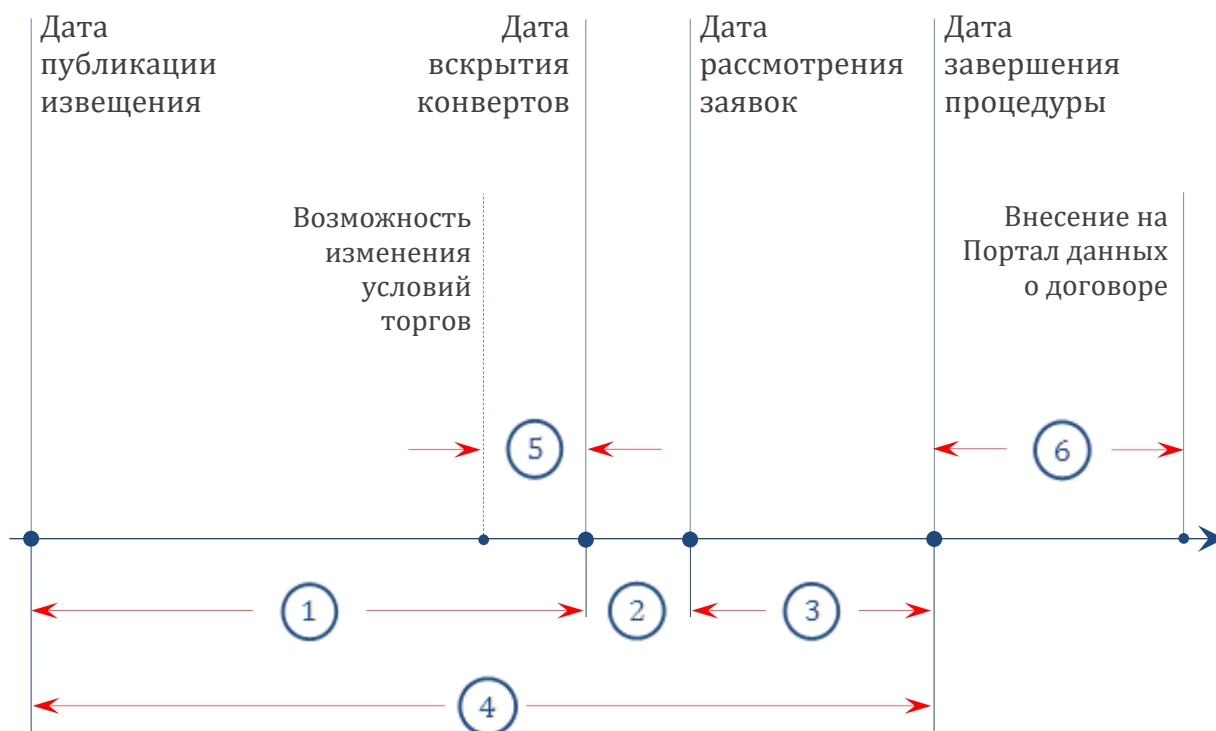 Дата
публикации
извещения
Дата
вскрытия
конвертов
Дата
рассмотрения
заявок
Дата
завершения
процедуры
Возможность
изменения
условий
торгов
Внесение на
Портал данных
о договоре
5
6
1
2
3
4